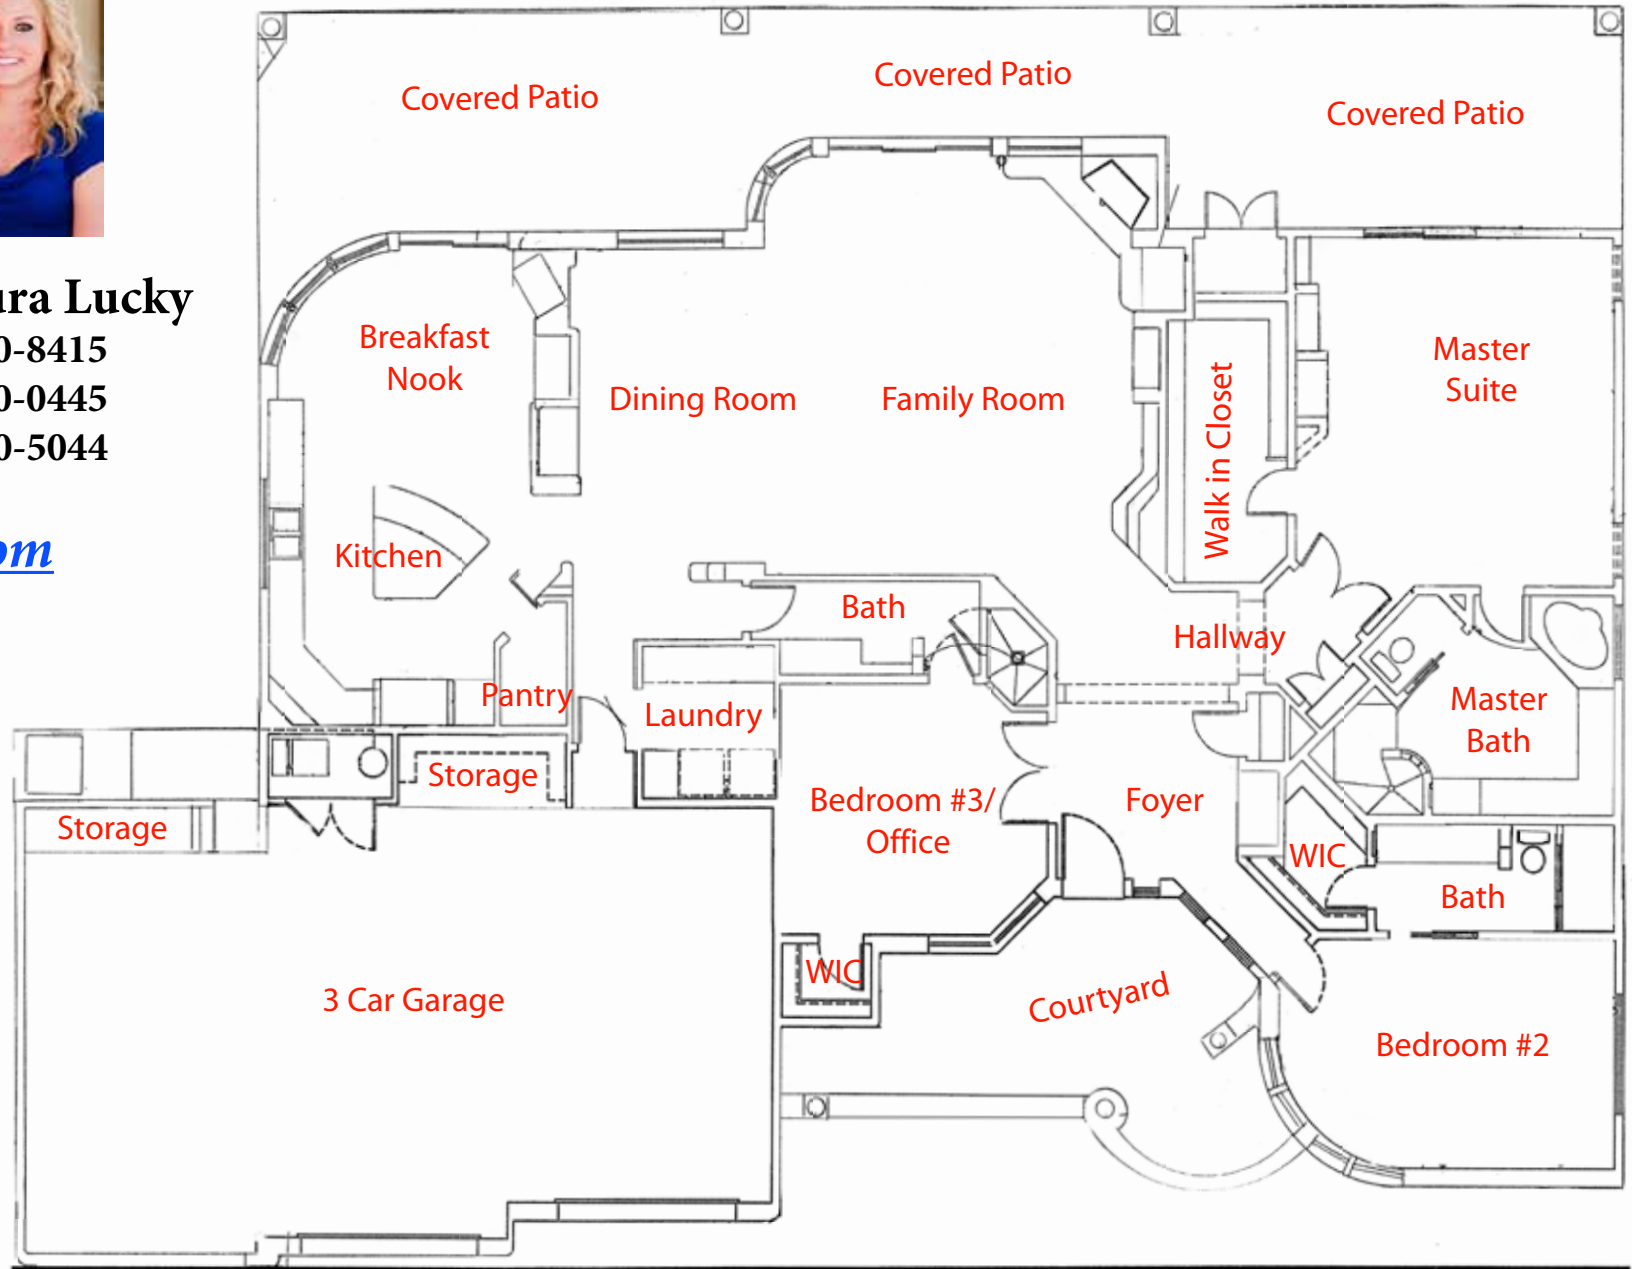 Covered Patio
Covered Patio
Covered Patio
ura Lucky
0-8415
0-0445
0-5044
om
Breakfast
Nook
Dining Room
Family Room
Walk in Closet
Master
Suite
Kitchen
Bath
Hallway
Pantry
Laundry
Master
Bath
Storage
Storage
Bedroom #3/
Office
Foyer
WIC
Bath
WIC
3 Car Garage
Courtyard
Bedroom #2